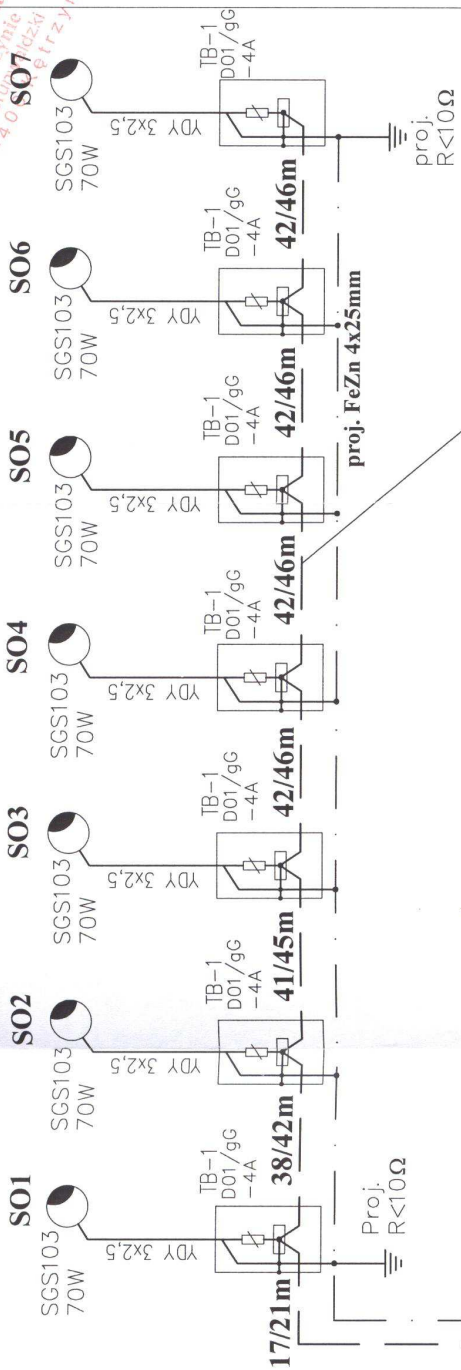 SO1
SGS103
70W
YDY 3x2,5
TB-1
D01/gG
-4A
17/21m
Proj.
R<10Ω
SO2
SGS103
70W
YDY 3x2,5
TB-1
D01/gG
-4A
38/42m
SO3
SGS103
70W
YDY 3x2,5
TB-1
D01/gG
-4A
41/45m
SO4
SGS103
70W
YDY 3x2,5
TB-1
D01/gG
-4A
42/46m
SO5
SGS103
70W
YDY 3x2,5
TB-1
D01/gG
-4A
42/46m
SO6
SGS103
70W
YDY 3x2,5
TB-1
D01/gG
-4A
42/46m
proj. FeZn 4x25mm
SO7
SGS103
70W
YDY 3x2,5
TB-1
D01/gG
-4A
42/46m
proj.
R<10Ω